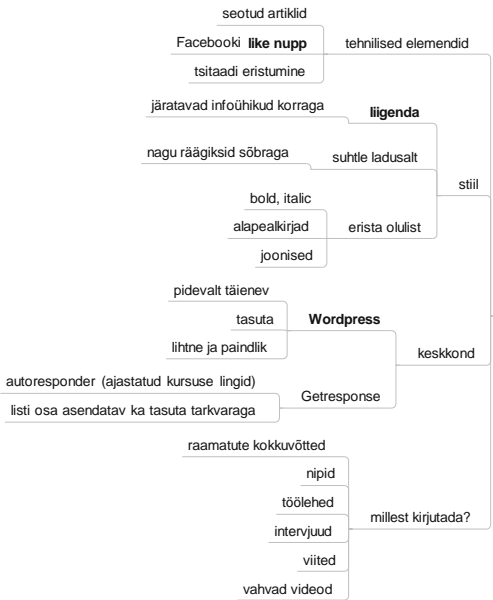 seotud artiklid
Facebooki like nupp
tehnilised elemendid
tsitaadi eristumine
järatavad infoühikud korraga
liigenda
nagu räägiksid sõbraga
suhtle ladusalt
stiil
bold, italic
alapealkirjad
erista olulist
joonised
pidevalt täienev
tasuta
Wordpress
lihtne ja paindlik
keskkond
autoresponder (ajastatud kursuse lingid)
Getresponse
listi osa asendatav ka tasuta tarkvaraga
raamatute kokkuvõtted
nipid
töölehed
millest kirjutada?
intervjuud
viited
vahvad videod